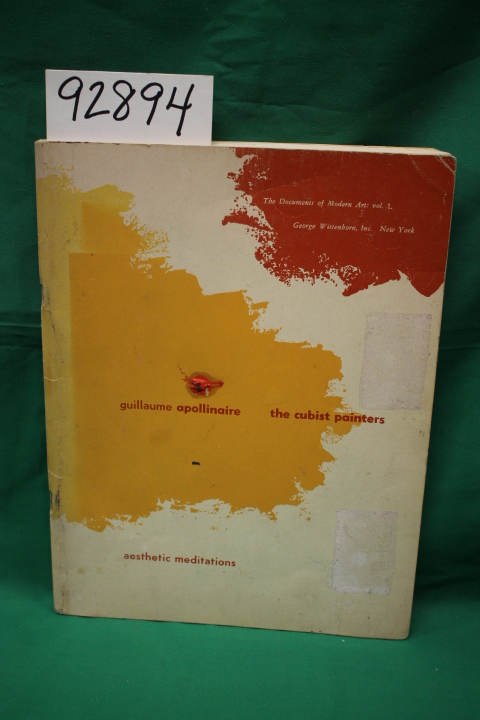 92894
The Documents of Modern Art: vol. 1.
George Wittenborn, Inc. New York
guillaume apollinaire the cubist painters
aesthetic meditations